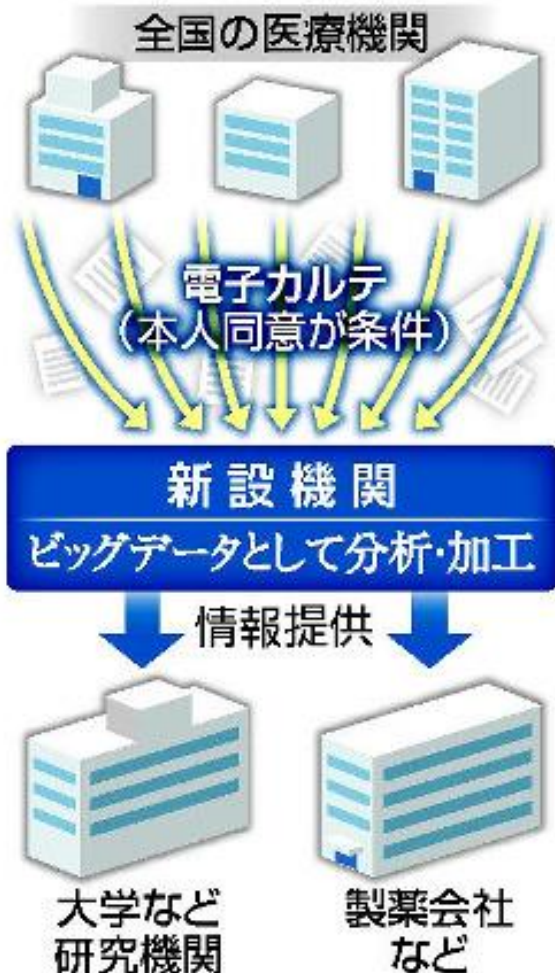 全国の医療機関
電子カルテ
（本人同意が条件）
新設機関
ビッグデータとして分析・加工
情報提供
大学など
研究機関
製薬会社
など